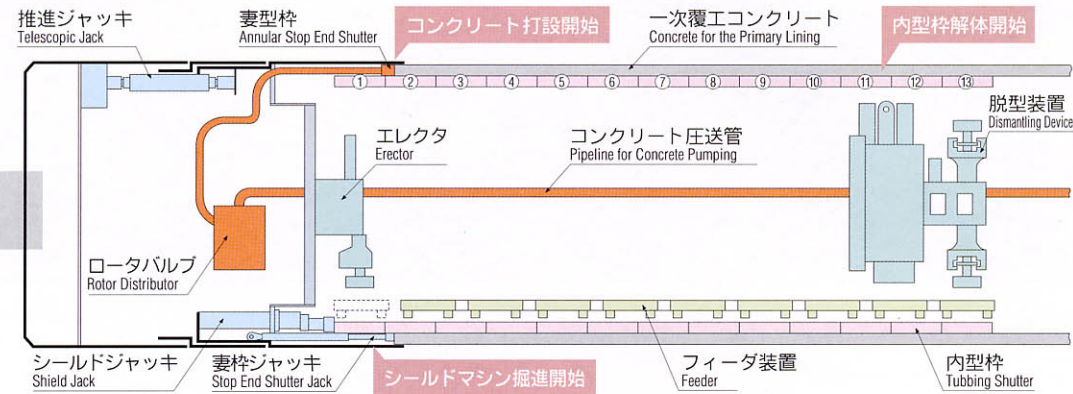 推進ジャッキ
Telescopic Jack
妻型枠
Annular Stop End Shutter
コンクリート打設開始
一次覆工コンクリート
Concrete for the Primary Lining
内型枠解体開始
① ② ③ ④ ⑤ ⑥ ⑦ ⑧ ⑨ ⑩ ⑪ ⑫ ⑬
エレクタ
Erector
コンクリート圧送管
Pipeline for Concrete Pumping
脱型装置
Dismantling Device
ロータバルブ
Rotor Distributor
シールドジャッキ
Shield Jack
妻枠ジャッキ
Stop End Shutter Jack
シールドマシン掘進開始
フィーダ装置
Feeder
内型枠
Tubbing Shutter